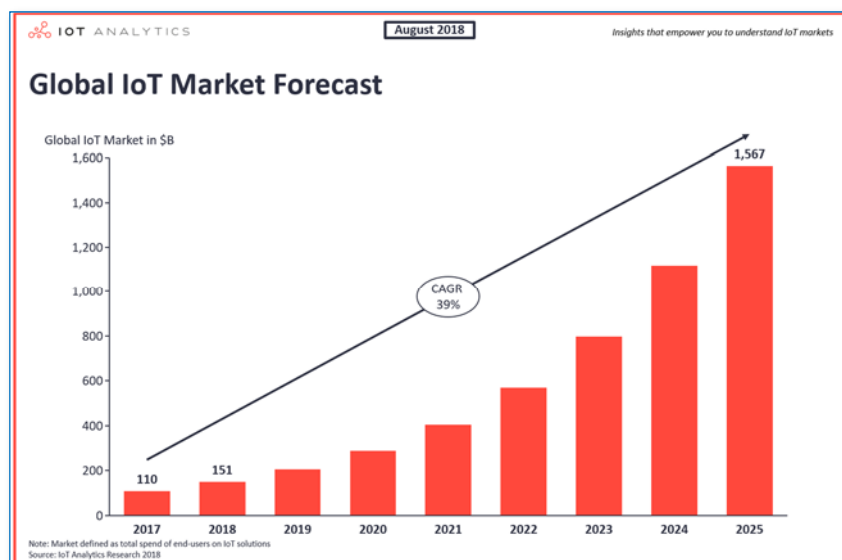 IOT ANALYTICS
August 2018
Insights that empower you to understand IoT markets
Global IoT Market Forecast
Global IoT Market in $B
1,600
1,400
1,200
1,000
800
600
400
200
0
110
151
1,567
CAGR
39%
2017 2018 2019 2020 2021 2022 2023 2024 2025
Note: Market defined as total spend of end-users on IoT solutions
Source: IoT Analytics Research 2018